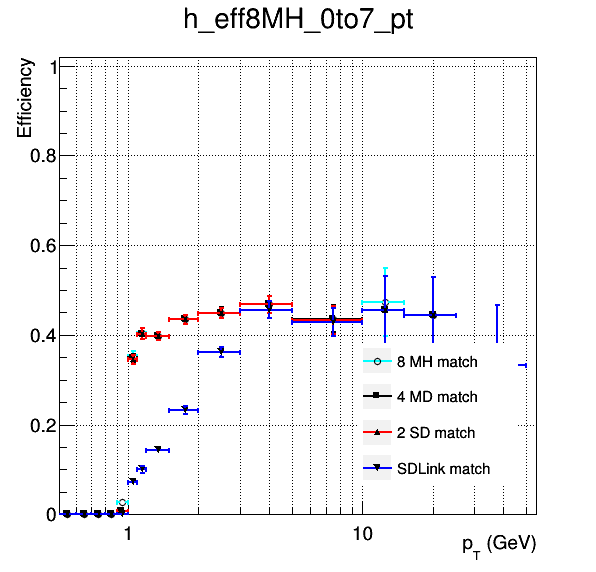 h_eff8MH_0to7_pt
Efficiency
1
0.8
0.6
0.4
0.2
0
8 MH match
4 MD match
2 SD match
SDLink match
1
10
p_T (GeV)